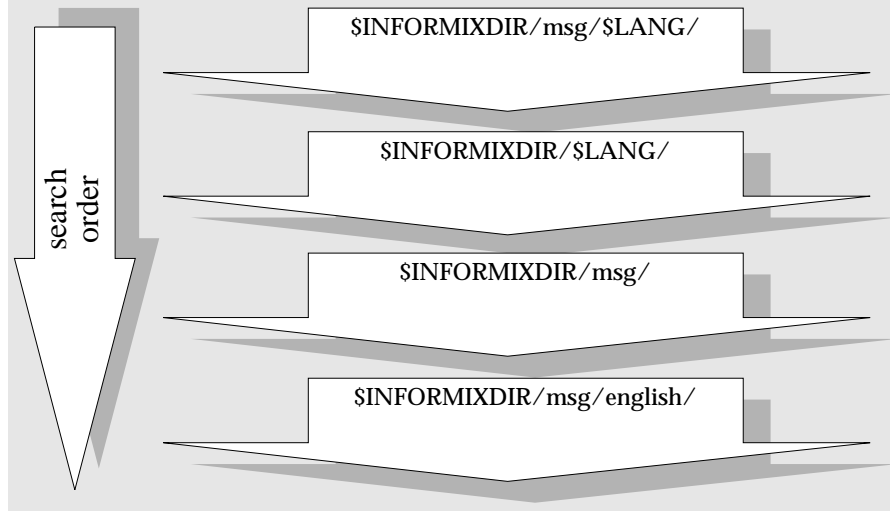 $INFORMIXDIR/msg/$LANG/
$INFORMIXDIR/$LANG/
search
order
$INFORMIXDIR/msg/
$INFORMIXDIR/msg/english/